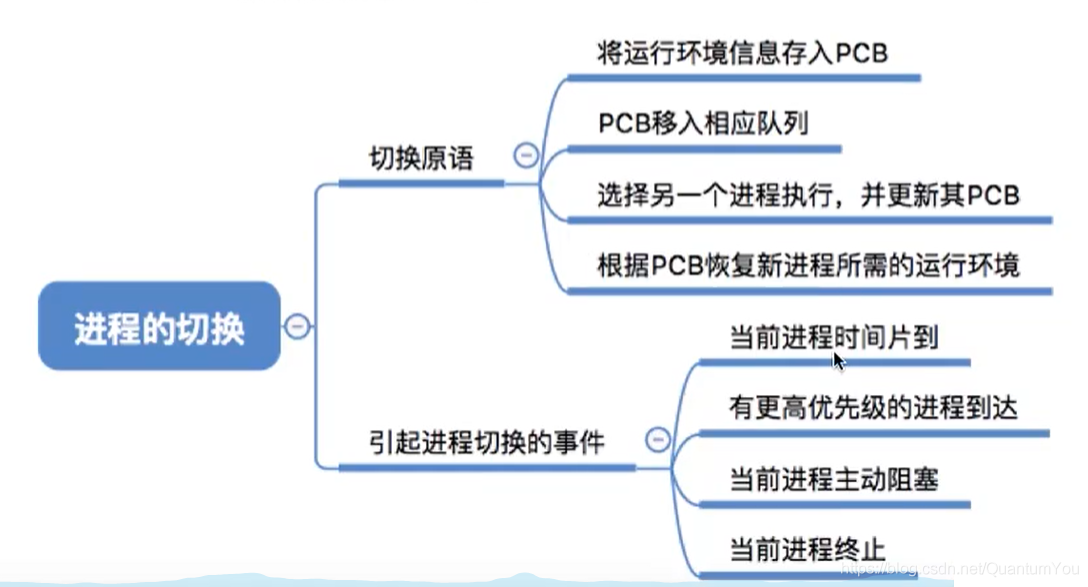 将运行环境信息存入PCB
PCB移入相应队列
切换原语
选择另一个进程执行，并更新其PCB
根据PCB恢复新进程所需的运行环境
进程的切换
当前进程时间片到
有更高优先级的进程到达
引起进程切换的事件
当前进程主动阻塞
当前进程终止
https://blog.csdn.net/QuantumYou